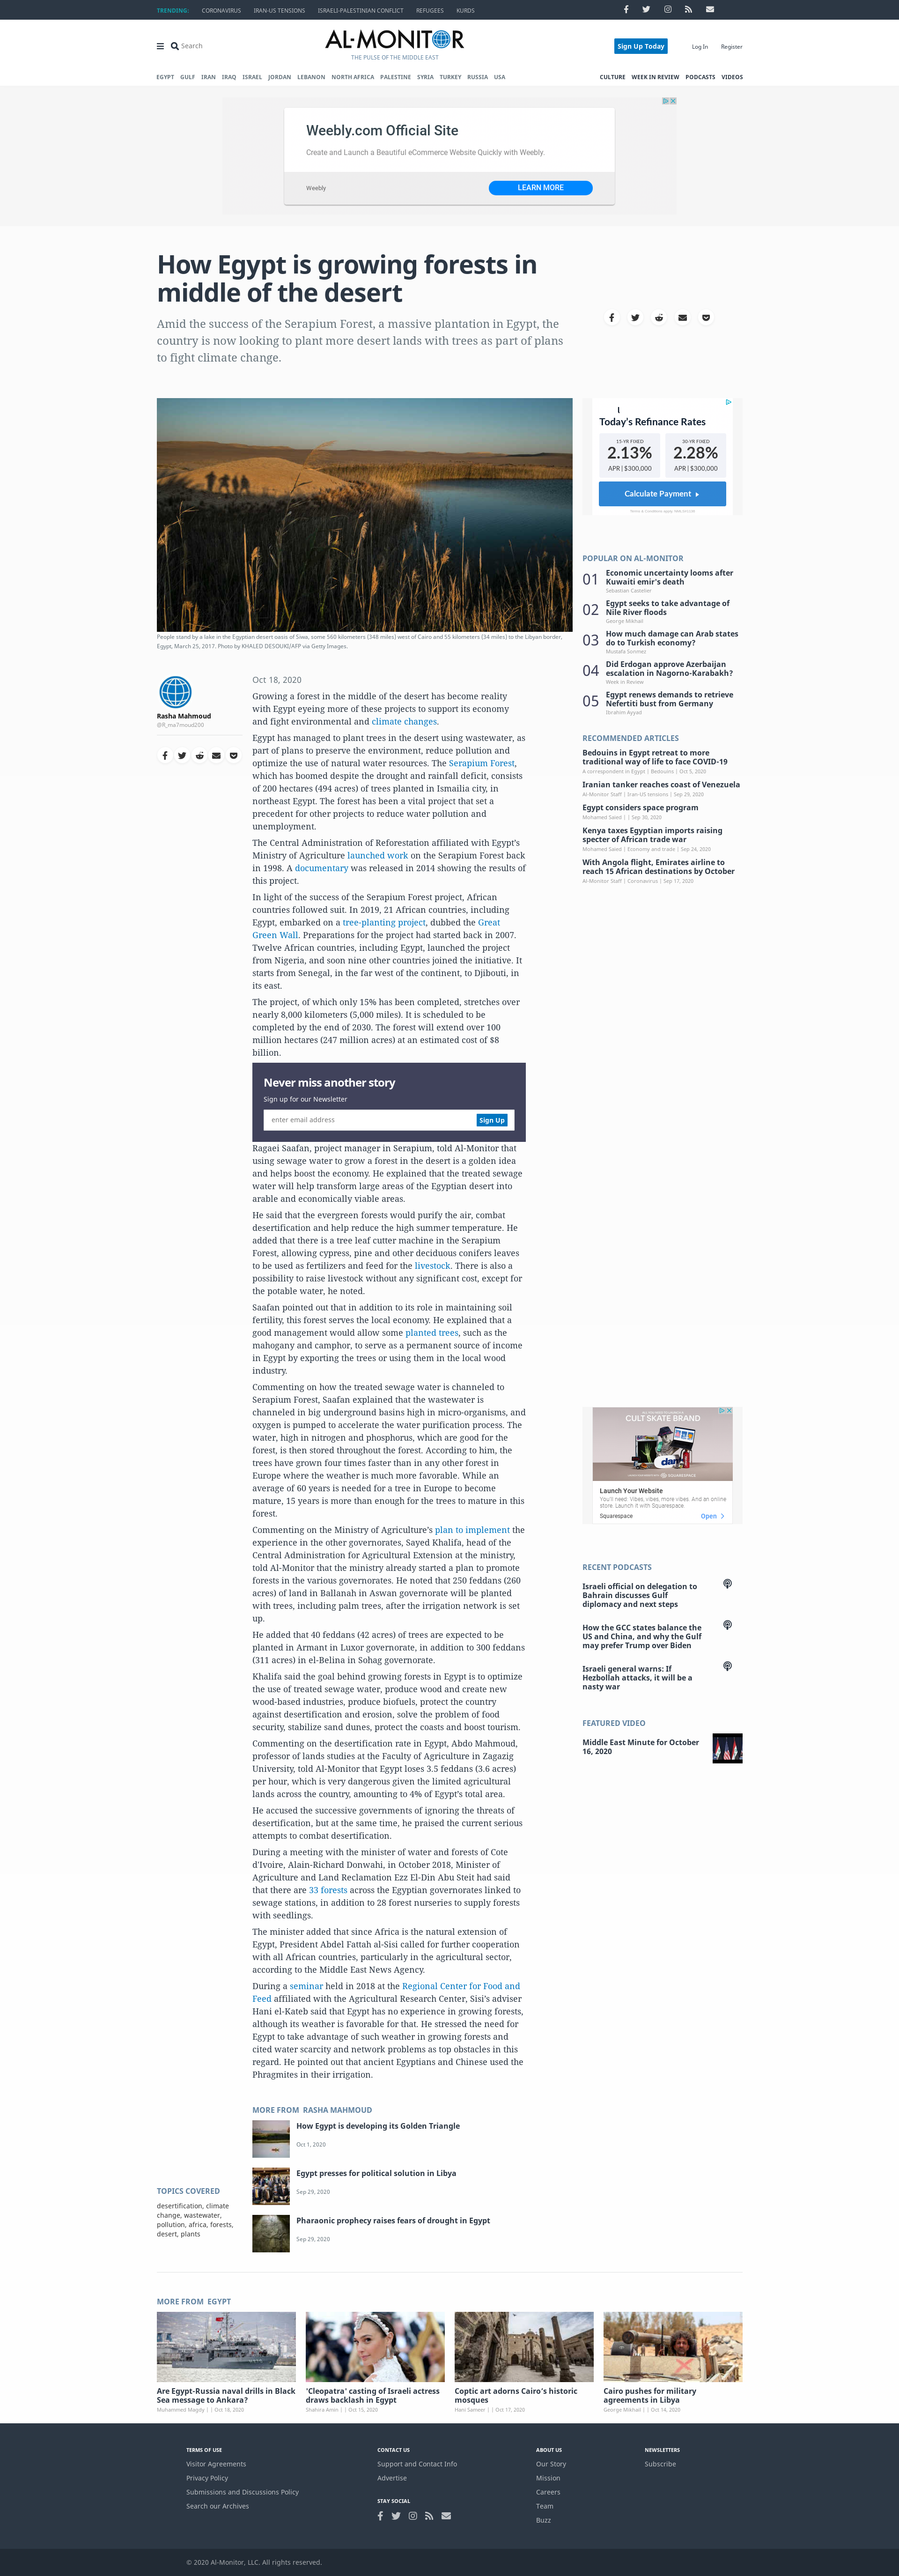 TRENDING: CORONAVIRUS IRAN-US TENSIONS ISRAELI-PALESTINIAN CONFLICT REFUGEES KURDS
Search
AL-MONITOR
THE PULSE OF THE MIDDLE EAST
Sign Up Today
Log In Register
EGYPT GULF IRAN IRAQ ISRAEL JORDAN LEBANON NORTH AFRICA PALESTINE SYRIA TURKEY RUSSIA USA
CULTURE WEEK IN REVIEW PODCASTS VIDEOS
Weebly.com Official Site
Create and Launch a Beautiful eCommerce Website Quickly with Weebly.
Weebly
LEARN MORE
How Egypt is growing forests in
middle of the desert
Amid the success of the Serapium Forest, a massive plantation in Egypt, the
country is now looking to plant more desert lands with trees as part of plans
to fight climate change.
People stand by a lake in the Egyptian desert oasis of Siwa, some 560 kilometers (348 miles) west of Cairo and 55 kilometers (34 miles) to the Libyan border,
Egypt, March 25, 2017. Photo by KHALED DESOUKI/AFP via Getty Images.
Rasha Mahmoud
@R_ma7moud200
Oct 18, 2020
Growing a forest in the middle of the desert has become reality
with Egypt eyeing more of these projects to support its economy
and fight environmental and climate changes.
Egypt has managed to plant trees in the desert using wastewater, as
part of plans to preserve the environment, reduce pollution and
optimize the use of natural water resources. The Serapium Forest,
which has boomed despite the drought and rainfall deficit, consists
of 200 hectares (494 acres) of trees planted in Ismailia city, in
northeast Egypt. The forest has been a vital project for the past
years and helped reduce water pollution and
unemployment.
The Central Administration of Reforestation affiliated with Egypt's
Ministry of Agriculture launched work on the Serapium Forest back
in 1998. A documentary was released in 2014 showing the results of
this project.
In light of the success of the Serapium Forest project, African
countries followed suit. In 2019, 21 African countries, including
Egypt, embarked on a tree-planting project, dubbed the Great
Green Wall. Preparations for the project had started back in 2007.
Twelve African countries, including Egypt, launched the project
from Nigeria, and soon nine other countries joined the initiative. It
starts from Senegal, in the far west of the continent, to Djibouti, in
its east.
The project, of which only 15% has been completed, stretches over
nearly 8,000 kilometers (5,000 miles). It is scheduled to be
completed by the end of 2030. The forest will extend over 100
million hectares (247 million acres) at an estimated cost of $8
billion.
Never miss another story
Sign up for our Newsletter
enter email address
Sign Up
Ragaei Saafan, project manager in Serapium, told Al-Monitor that
using sewage water to grow a forest in the desert is a golden idea
and helps boost the economy. He explained that the treated sewage
water will help transform large areas of the Egyptian desert into
arable and economically viable areas.
He said that the evergreen forests would purify the air, combat
desertification and help reduce the high summer temperature. He
added that there is a tree leaf cutter machine in the Serapium
Forest, allowing cypress, pine and other deciduous conifers leaves
to be used as fertilizers and feed for the livestock. There is also a
possibility to raise livestock without any significant cost, except for
the potable water, he noted.
Saafan pointed out that in addition to its role in maintaining soil
fertility, this forest serves the local economy. He explained that a
good management would allow some planted trees, such as the
mahogany and camphor, to serve as a permanent source of income
in Egypt by exporting the trees or using them in the local wood
industry.
Commenting on how the treated sewage water is channeled to
Serapium Forest, Saafan explained that the wastewater is
channeled in big underground basins high in micro-organisms, and
oxygen is pumped to accelerate the water purification process. The
water, high in nitrogen and phosphorus, which are good for the
forest, is then stored throughout the forest. According to him, the
trees have grown four times faster than in any other forest in
Europe where the weather is much more favorable. While an
average of 60 years is needed for a tree in Europe to become
mature, 15 years is more than enough for the trees to mature in this
forest.
Commenting on the Ministry of Agriculture's plan to implement the
experience in the other governorates, Sayed Khalifa, head of the
Central Administration for Agricultural Extension at the ministry,
told Al-Monitor that the ministry already started a plan to promote
forests in the various governorates. He noted that 250 feddans (260
acres) of land in Ballanah in Aswan governorate will be planted
with trees, including palm trees, after the irrigation network is set
up.
He added that 40 feddans (42 acres) of trees are expected to be
planted in Armant in Luxor governorate, in addition to 300 feddans
(311 acres) in el-Belina in Sohag governorate.
Khalifa said the goal behind growing forests in Egypt is to optimize
the use of treated sewage water, produce wood and create new
wood-based industries, produce biofuels, protect the country
against desertification and erosion, solve the problem of food
security, stabilize sand dunes, protect the coasts and boost tourism.
Commenting on the desertification rate in Egypt, Abdo Mahmoud,
professor of lands studies at the Faculty of Agriculture in Zagazig
University, told Al-Monitor that Egypt loses 3.5 feddans (3.6 acres)
per hour, which is very dangerous given the limited agricultural
lands across the country, amounting to 4% of Egypt's total area.
He accused the successive governments of ignoring the threats of
desertification, but at the same time, he praised the current serious
attempts to combat desertification.
During a meeting with the minister of water and forests of Cote
d'Ivoire, Alain-Richard Donwahi, in October 2018, Minister of
Agriculture and Land Reclamation Ezz El-Din Abu Steit had said
that there are 33 forests across the Egyptian governorates linked to
sewage stations, in addition to 28 forest nurseries to supply forests
with seedlings.
The minister added that since Africa is the natural extension of
Egypt, President Abdel Fattah al-Sisi called for further cooperation
with all African countries, particularly in the agricultural sector,
according to the Middle East News Agency.
During a seminar held in 2018 at the Regional Center for Food and
Feed affiliated with the Agricultural Research Center, Sisi's adviser
Hani el-Kateb said that Egypt has no experience in growing forests,
although its weather is favorable for that. He stressed the need for
Egypt to take advantage of such weather in growing forests and
cited water scarcity and network problems as top obstacles in this
regard. He pointed out that ancient Egyptians and Chinese used the
Phragmites in their irrigation.
Today's Refinance Rates
15-YR FIXED
2.13%
APR | $300,000
30-YR FIXED
2.28%
APR | $300,000
Calculate Payment
POPULAR ON AL-MONITOR
01 Economic uncertainty looms after
Kuwaiti emir's death
Sebastian Castelier
02 Egypt seeks to take advantage of
Nile River floods
George Mikhail
03 How much damage can Arab states
do to Turkish economy?
Mustafa Sonmez
04 Did Erdogan approve Azerbaijan
escalation in Nagorno-Karabakh?
Week in Review
05 Egypt renews demands to retrieve
Nefertiti bust from Germany
Ibrahim Ayyad
RECOMMENDED ARTICLES
Bedouins in Egypt retreat to more
traditional way of life to face COVID-19
A correspondent in Egypt | Bedouins | Oct 5, 2020
Iranian tanker reaches coast of Venezuela
Al-Monitor Staff | Iran-US tensions | Sep 29, 2020
Egypt considers space program
Mohamed Saied | | Sep 30, 2020
Kenya taxes Egyptian imports raising
specter of African trade war
Mohamed Saied | Economy and trade | Sep 24, 2020
With Angola flight, Emirates airline to
reach 15 African destinations by October
Al-Monitor Staff | Coronavirus | Sep 17, 2020
CULT SKATE BRAND
SQUARESPACE
Launch Your Website
You'll need: Vibes, vibes, more vibes. And an online
store. Launch it with Squarespace.
Squarespace
Open
RECENT PODCASTS
Israeli official on delegation to
Bahrain discusses Gulf
diplomacy and next steps
How the GCC states balance the
US and China, and why the Gulf
may prefer Trump over Biden
Israeli general warns: If
Hezbollah attacks, it will be a
nasty war
FEATURED VIDEO
Middle East Minute for October
16, 2020
MORE FROM RASHA MAHMOUD
How Egypt is developing its Golden Triangle
Oct 1, 2020
Egypt presses for political solution in Libya
Sep 29, 2020
Pharaonic prophecy raises fears of drought in Egypt
Sep 29, 2020
TOPICS COVERED
desertification, climate
change, wastewater,
pollution, africa, forests,
desert, plants
MORE FROM EGYPT
Are Egypt-Russia naval drills in Black
Sea message to Ankara?
Muhammed Magdy | | Oct 18, 2020
'Cleopatra' casting of Israeli actress
draws backlash in Egypt
Shahira Amin | | Oct 15, 2020
Coptic art adorns Cairo's historic
mosques
Hani Sameer | | Oct 17, 2020
Cairo pushes for military
agreements in Libya
George Mikhail | | Oct 14, 2020
TERMS OF USE
Visitor Agreements
Privacy Policy
Submissions and Discussions Policy
Search our Archives
CONTACT US
Support and Contact Info
Advertise
STAY SOCIAL
ABOUT US
Our Story
Mission
Careers
Team
Buzz
NEWSLETTERS
Subscribe
© 2020 Al-Monitor, LLC. All rights reserved.